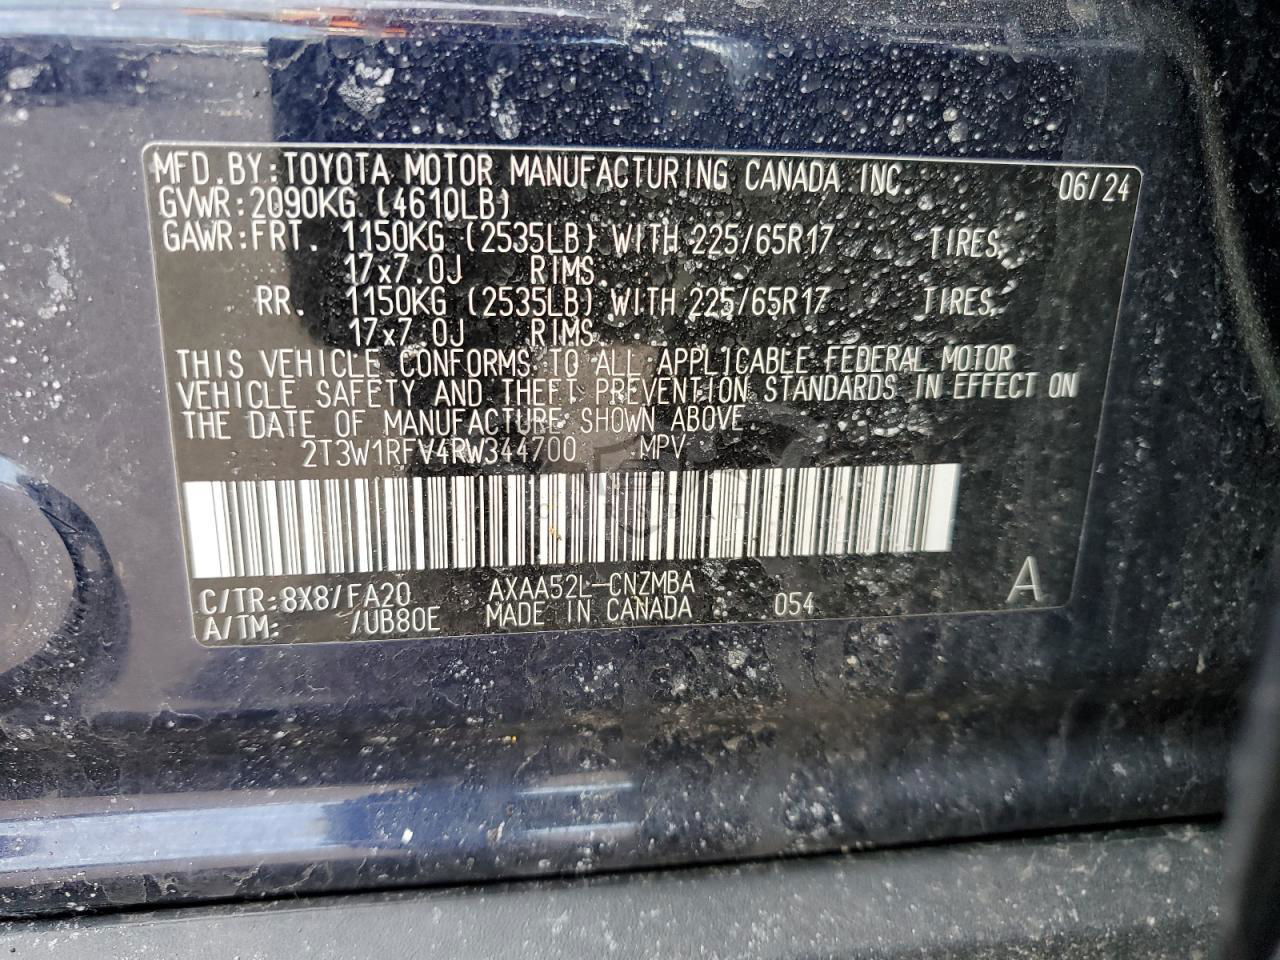 MFD.BY:TOYOTA MOTOR MANUFACTURING CANADA INC. 06/24
GVWR:2090KG (4610LB)
GAWR:FRT. 1150KG (2535LB) WITH 225/65R17 TIRES,
17x7.0J RIMS
RR. 1150KG (2535LB) WITH 225/65R17 TIRES,
17x7.0J RIMS
THIS VEHICLE CONFORMS TO ALL APPLICABLE FEDERAL MOTOR
VEHICLE SAFETY AND THEFT PREVENTION STANDARDS IN EFFECT ON
THE DATE OF MANUFACTURE SHOWN ABOVE.
2T3W1RFV4RW344700 MPV
C/TR:8X8/FA20 AXAA52L-CNZMBA A
A/TM: /UB80E MADE IN CANADA 054